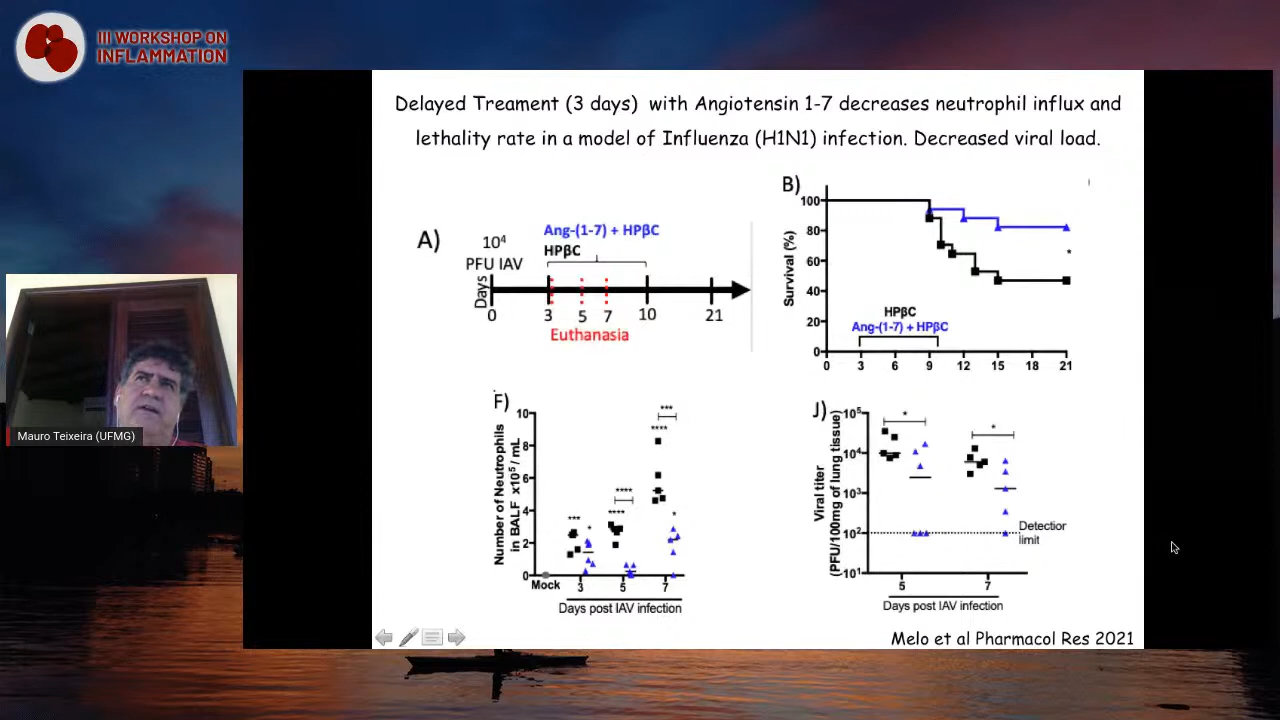 III WORKSHOP ON
INFLAMMATION
Delayed Treament (3 days) with Angiotensin 1-7 decreases neutrophil influx and
lethality rate in a model of Influenza (H1N1) infection. Decreased viral load.
A)
10⁴
PFU IAV
Ang-(1-7) + HPβC
HPβC
Days
0 3 5 7 10 21
Euthanasia
B)
Survival (%)
100
80
60
40
20
0
*
HPβC
Ang-(1-7) + HPβC
0 3 6 9 12 15 18 21
Mauro Teixeira (UFMG)
F)
Number of Neutrophils
in BALF x10⁵ / mL
10
8
6
4
2
0
***
****
****
****
***
*
*
Mock 3 5 7
Days post IAV infection
J)
Viral titer
(PFU/100mg of lung tissue)
10⁵
10⁴
10³
10²
10¹
*
*
Detection
limit
5 7
Days post IAV infection
Melo et al Pharmacol Res 2021